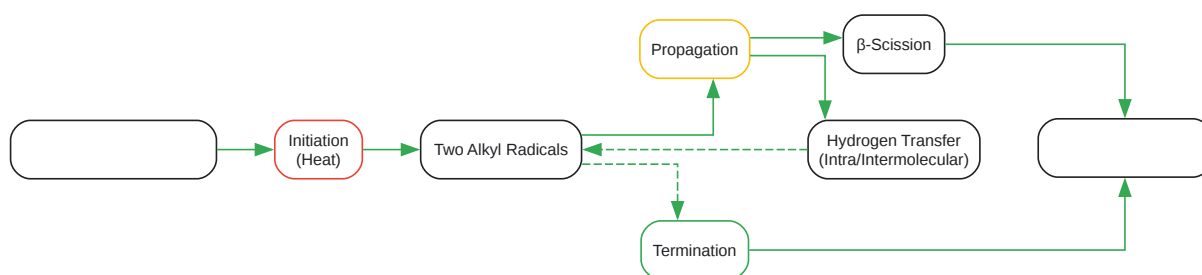 Propagation
β-Scission
Initiation
(Heat)
Two Alkyl Radicals
Hydrogen Transfer
(Intra/Intermolecular)
Termination